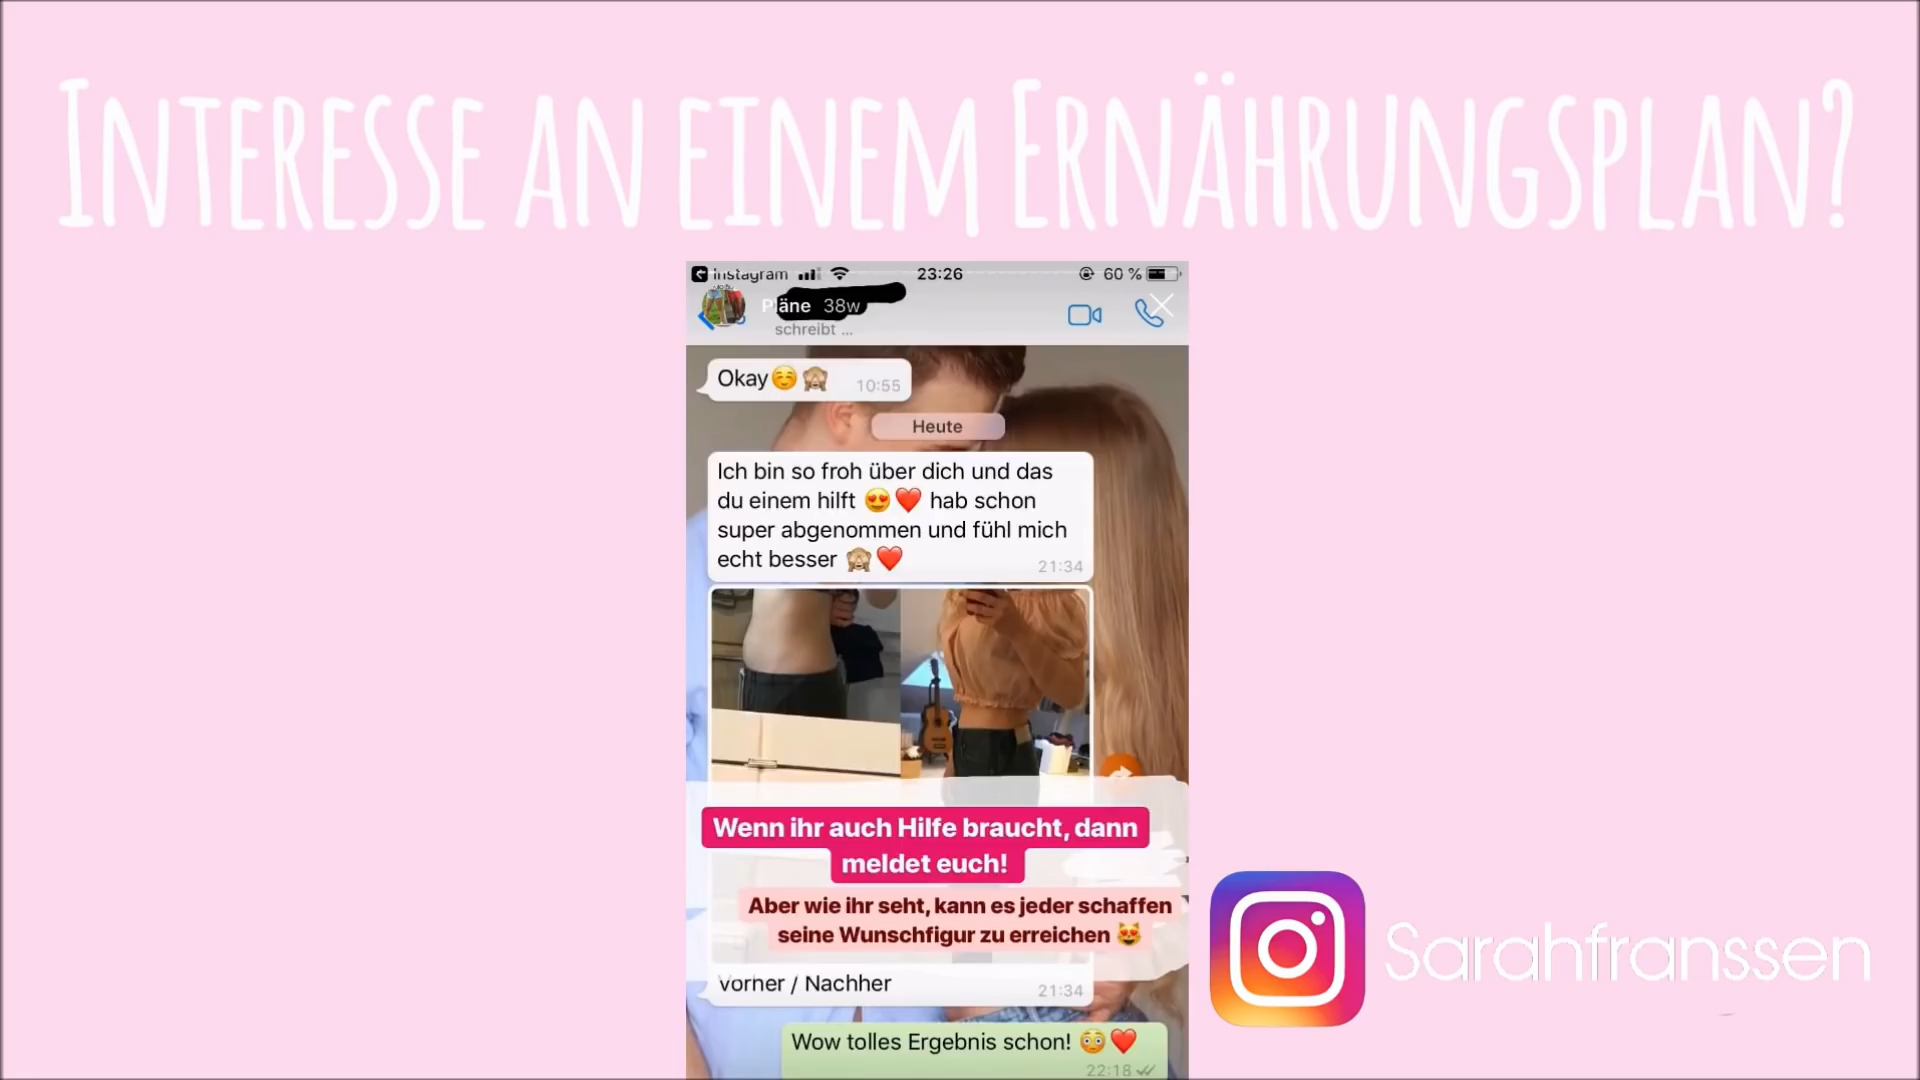 INTERESSE AN EINEM ERNÄHRUNGSPLAN?
Instagram 23:26 60 %
Pläne 38w
schreibt ...
Okay☺️🙈 10:55
Heute
Ich bin so froh über dich und das
du einem hilft 😍❤️ hab schon
super abgenommen und fühl mich
echt besser 🙈❤️ 21:34
Wenn ihr auch Hilfe braucht, dann
meldet euch!
Aber wie ihr seht, kann es jeder schaffen
seine Wunschfigur zu erreichen 😻
vorher / Nachher 21:34
Wow tolles Ergebnis schon! 😳❤️
22:18
Sarahfranssen